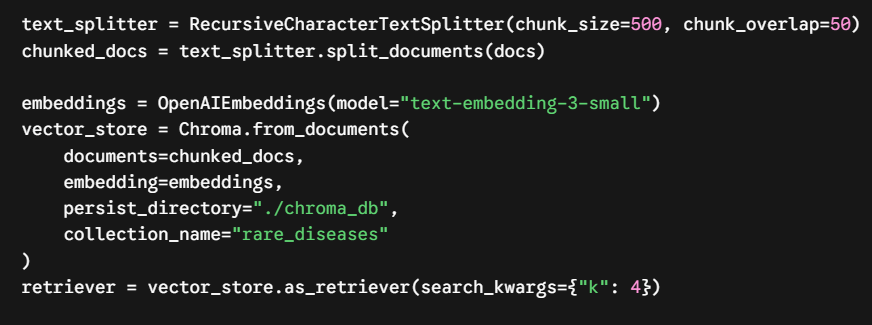 text_splitter = RecursiveCharacterTextSplitter(chunk_size=500, chunk_overlap=50)
chunked_docs = text_splitter.split_documents(docs)

embeddings = OpenAIEmbeddings(model="text-embedding-3-small")
vector_store = Chroma.from_documents(
    documents=chunked_docs,
    embedding=embeddings,
    persist_directory="./chroma_db",
    collection_name="rare_diseases"
)
retriever = vector_store.as_retriever(search_kwargs={"k": 4})